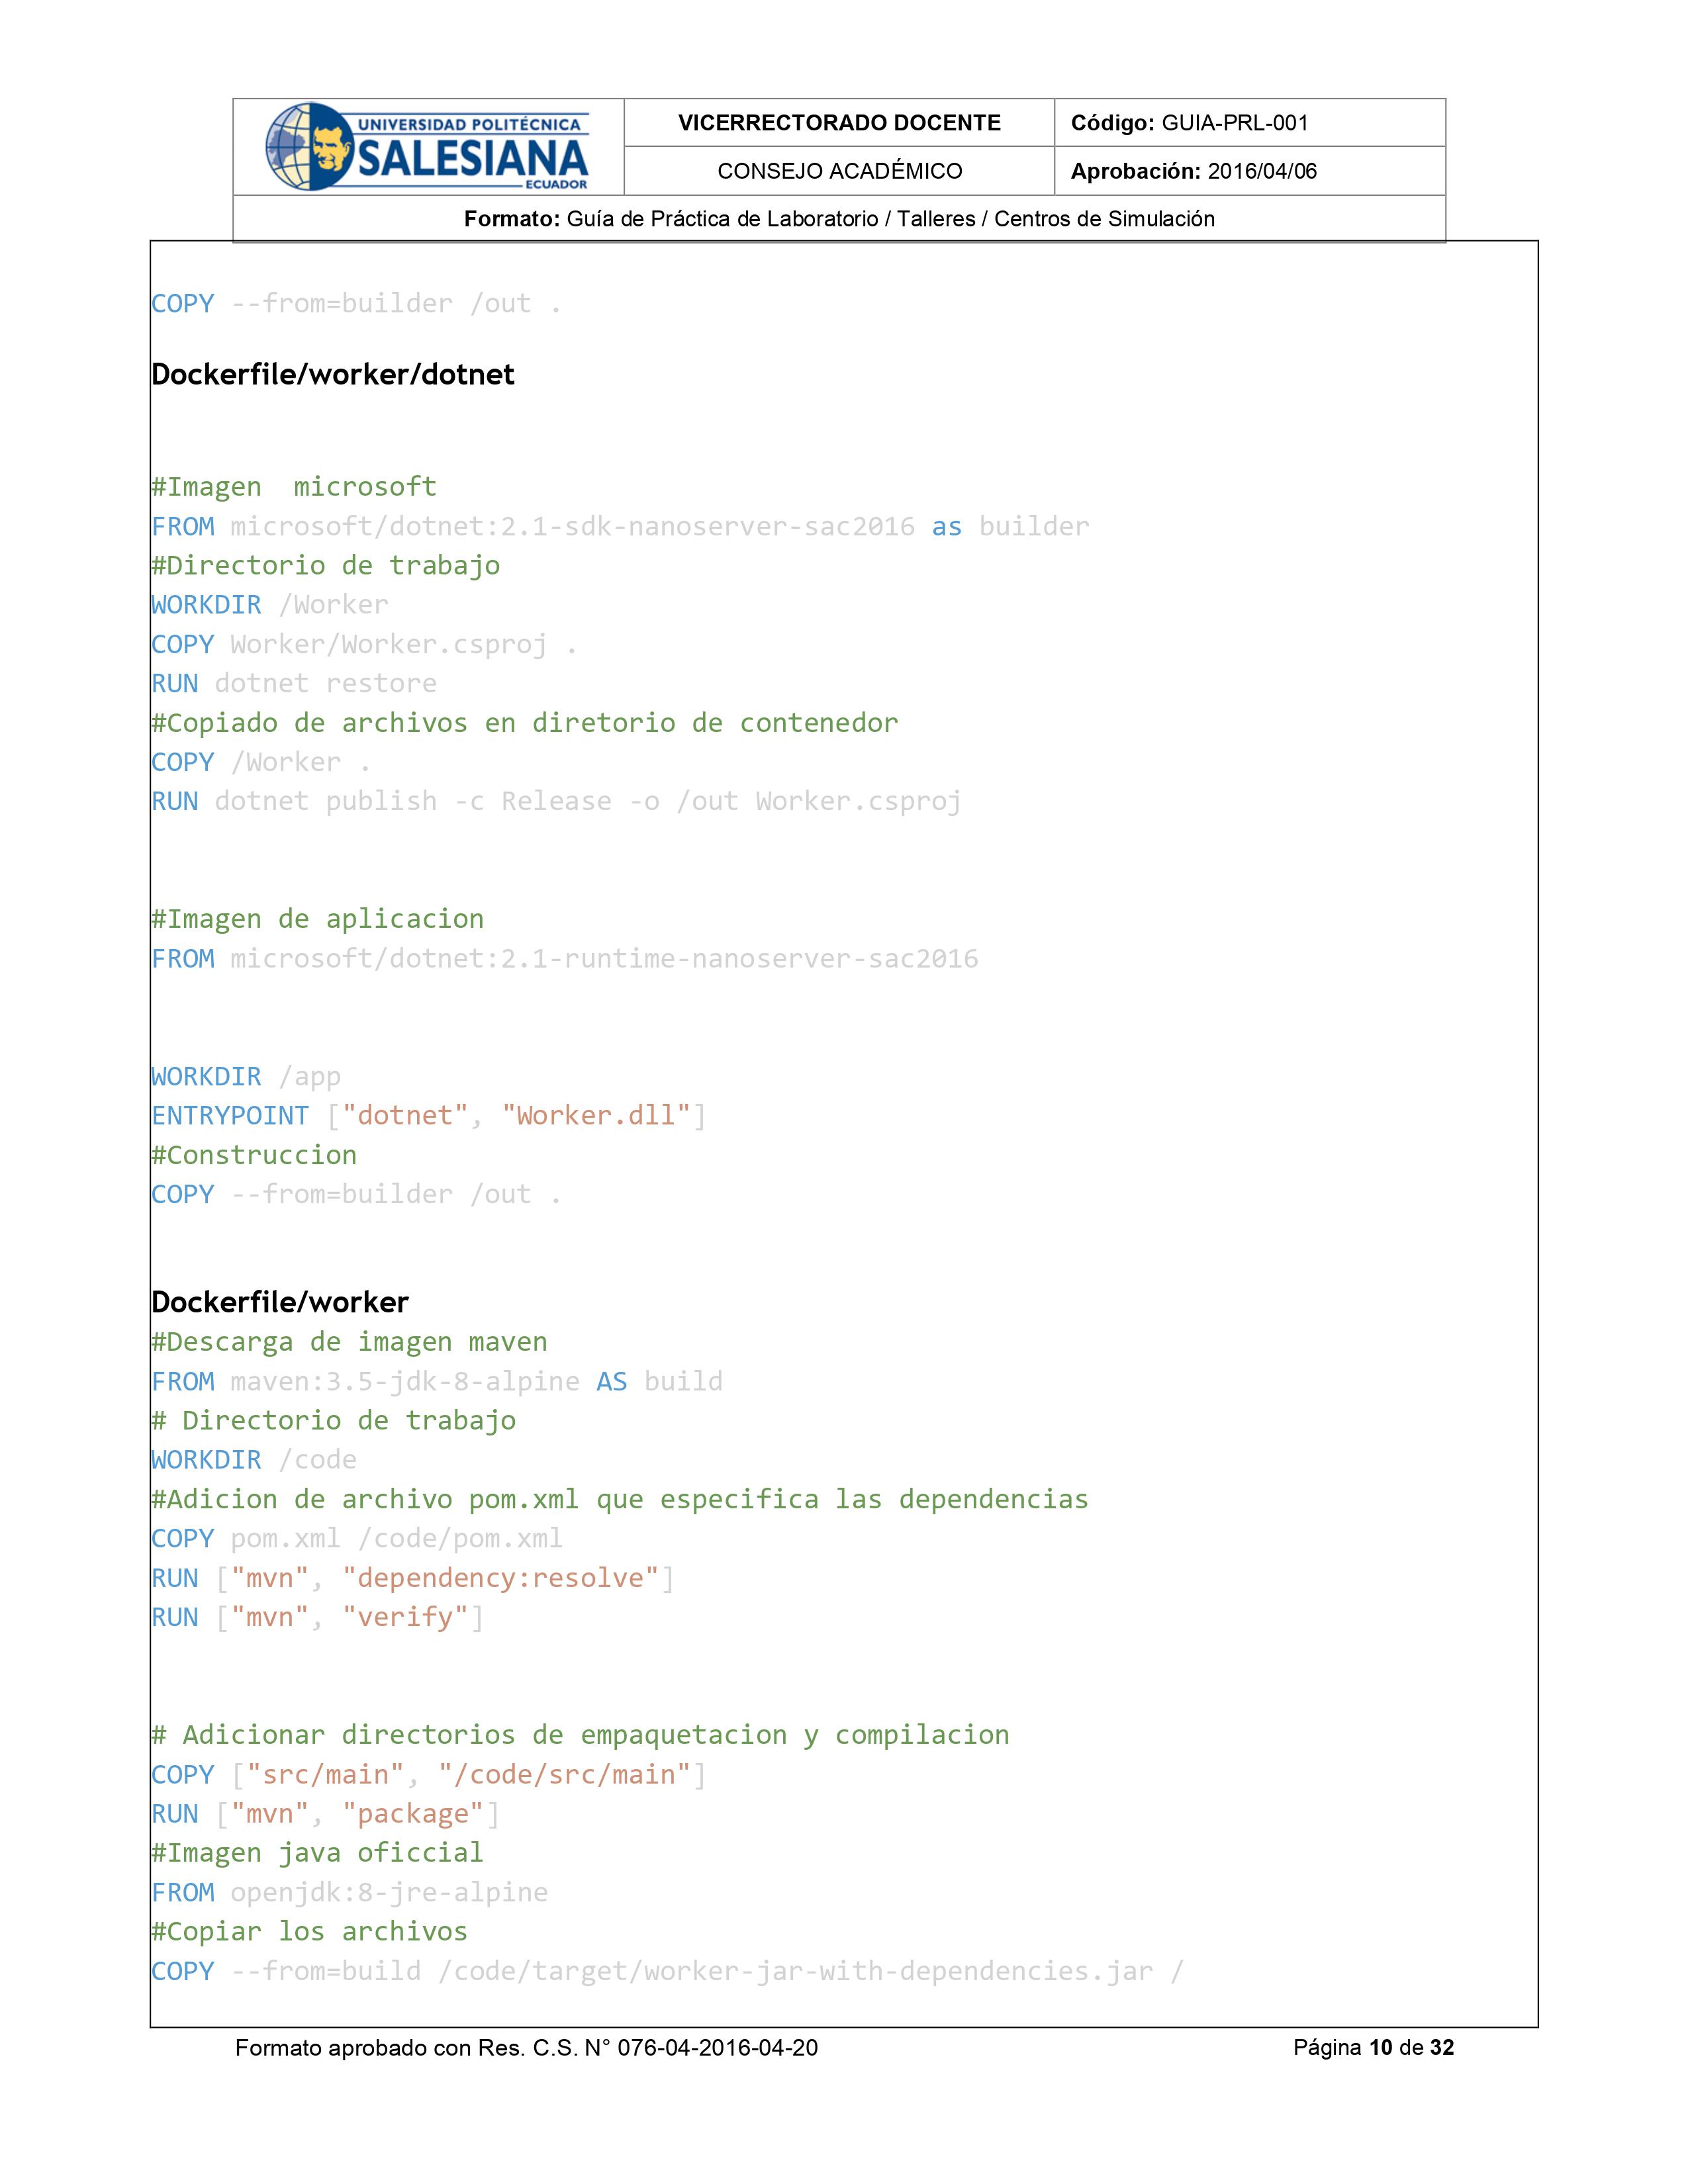 UNIVERSIDAD POLITÉCNICA
SALESIANA
ECUADOR
VICERRECTORADO DOCENTE
Código: GUIA-PRL-001
CONSEJO ACADÉMICO
Aprobación: 2016/04/06
Formato: Guía de Práctica de Laboratorio / Talleres / Centros de Simulación
COPY --from=builder /out .
Dockerfile/worker/dotnet
#Imagen  microsoft
FROM microsoft/dotnet:2.1-sdk-nanoserver-sac2016 as builder
#Directorio de trabajo
WORKDIR /Worker
COPY Worker/Worker.csproj .
RUN dotnet restore
#Copiado de archivos en diretorio de contenedor
COPY /Worker .
RUN dotnet publish -c Release -o /out Worker.csproj
#Imagen de aplicacion
FROM microsoft/dotnet:2.1-runtime-nanoserver-sac2016
WORKDIR /app
ENTRYPOINT ["dotnet", "Worker.dll"]
#Construccion
COPY --from=builder /out .
Dockerfile/worker
#Descarga de imagen maven
FROM maven:3.5-jdk-8-alpine AS build
# Directorio de trabajo
WORKDIR /code
#Adicion de archivo pom.xml que especifica las dependencias
COPY pom.xml /code/pom.xml
RUN ["mvn", "dependency:resolve"]
RUN ["mvn", "verify"]
# Adicionar directorios de empaquetacion y compilacion
COPY ["src/main", "/code/src/main"]
RUN ["mvn", "package"]
#Imagen java oficcial
FROM openjdk:8-jre-alpine
#Copiar los archivos
COPY --from=build /code/target/worker-jar-with-dependencies.jar /
Formato aprobado con Res. C.S. N° 076-04-2016-04-20
Página 10 de 32